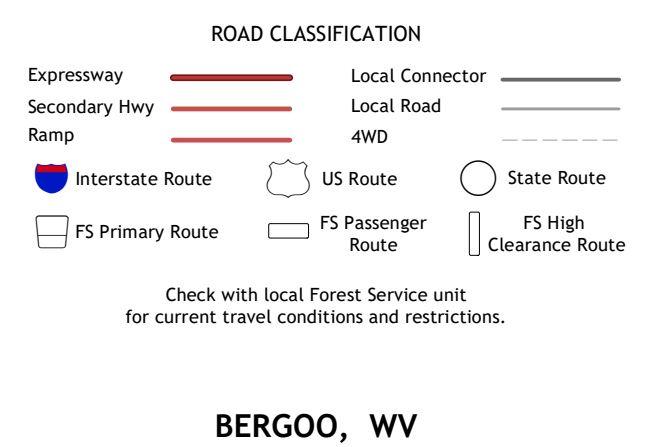 ROAD CLASSIFICATION
Expressway
Local Connector
Secondary Hwy
Local Road
Ramp
4WD
Interstate Route
US Route
State Route
FS Primary Route
FS Passenger
Route
FS High
Clearance Route
Check with local Forest Service unit
for current travel conditions and restrictions.
BERGOO, WV